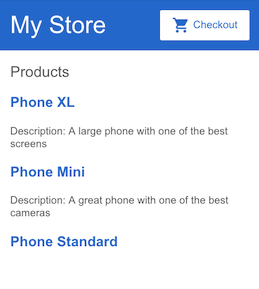 My Store
Checkout
Products
Phone XL
Description: A large phone with one of the best
screens
Phone Mini
Description: A great phone with one of the best
cameras
Phone Standard